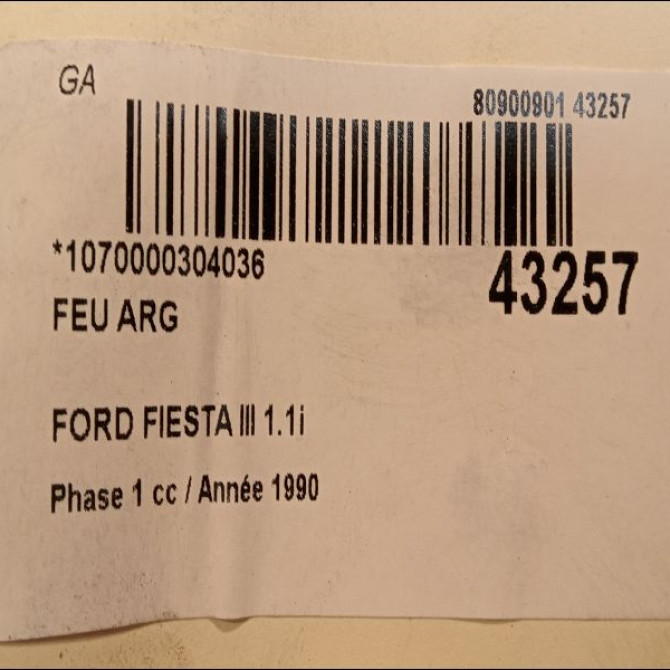 GA
80900901 43257
*1070000304036
43257
FEU ARG
FORD FIESTA III 1.1i
Phase 1 cc / Année 1990